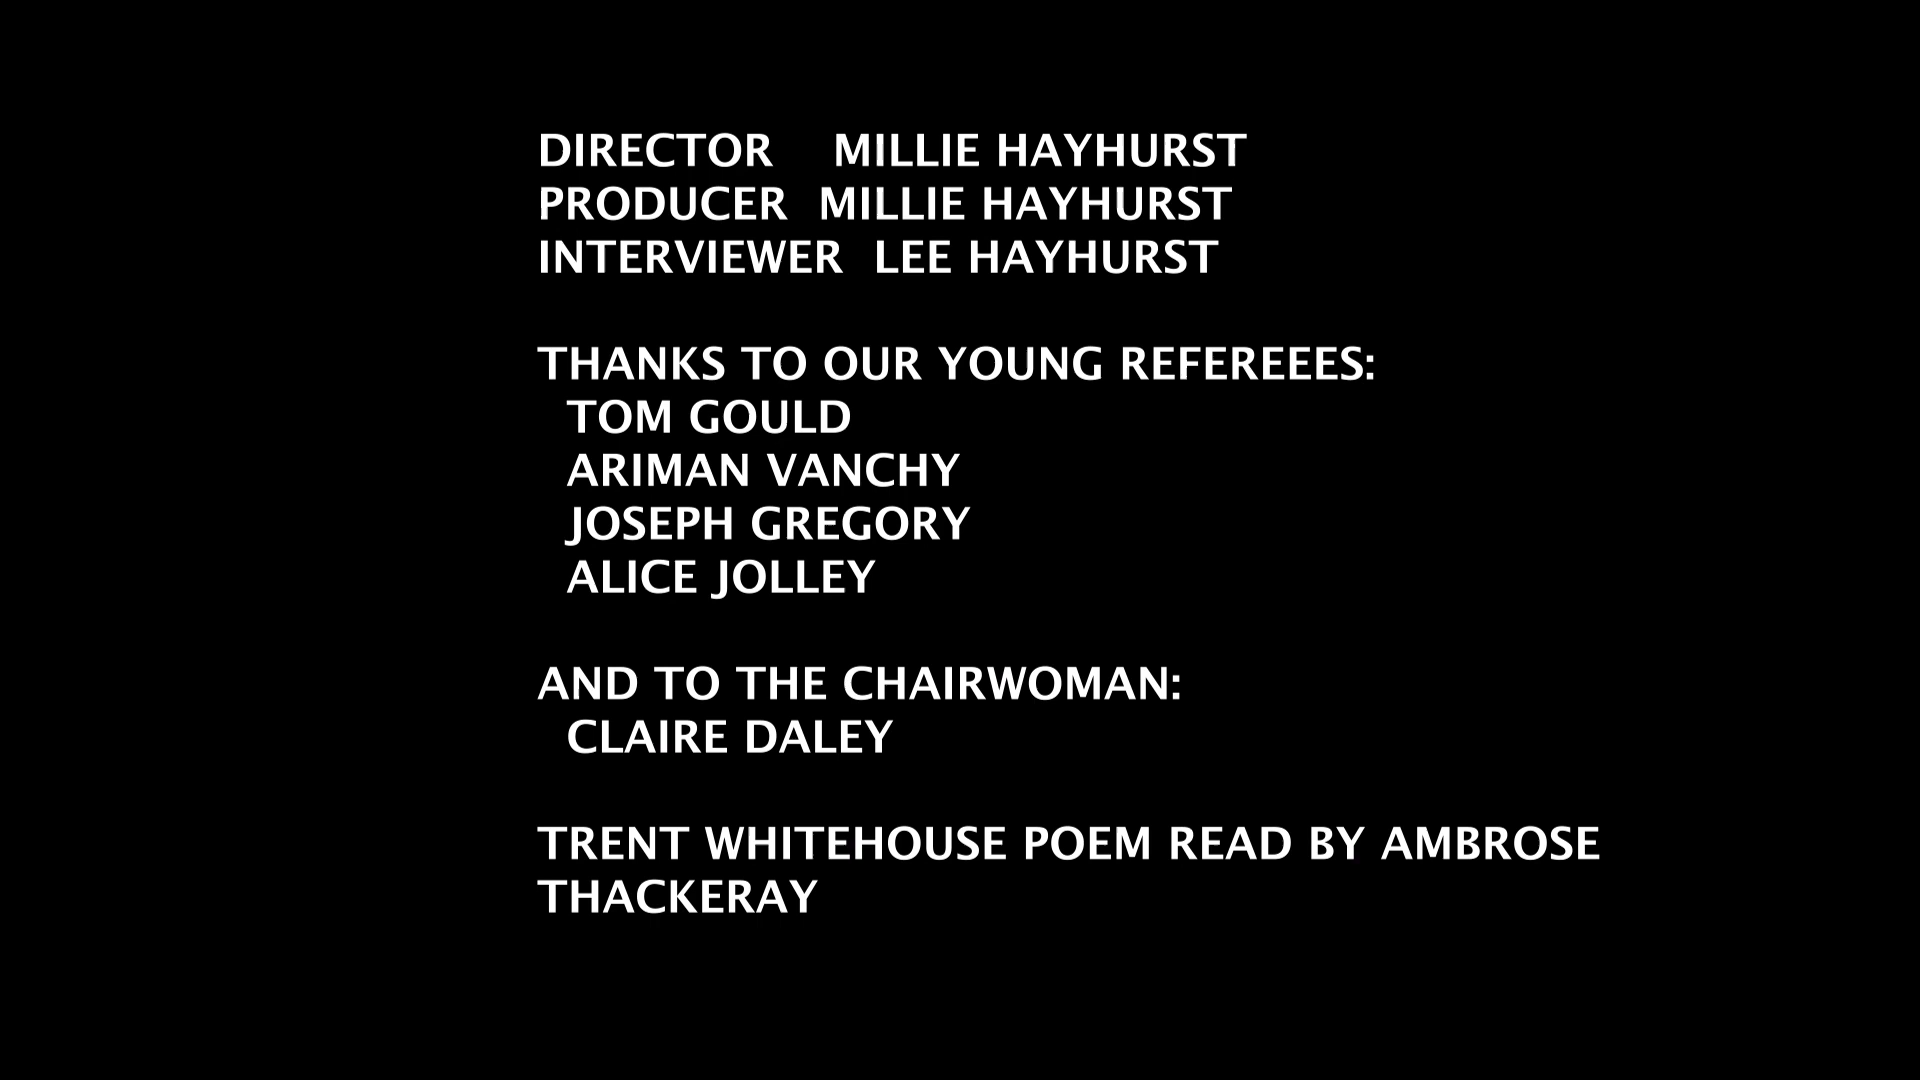 DIRECTOR    MILLIE HAYHURST
PRODUCER  MILLIE HAYHURST
INTERVIEWER  LEE HAYHURST
THANKS TO OUR YOUNG REFEREEES:
TOM GOULD
ARIMAN VANCHY
JOSEPH GREGORY
ALICE JOLLEY
AND TO THE CHAIRWOMAN:
CLAIRE DALEY
TRENT WHITEHOUSE POEM READ BY AMBROSE
THACKERAY